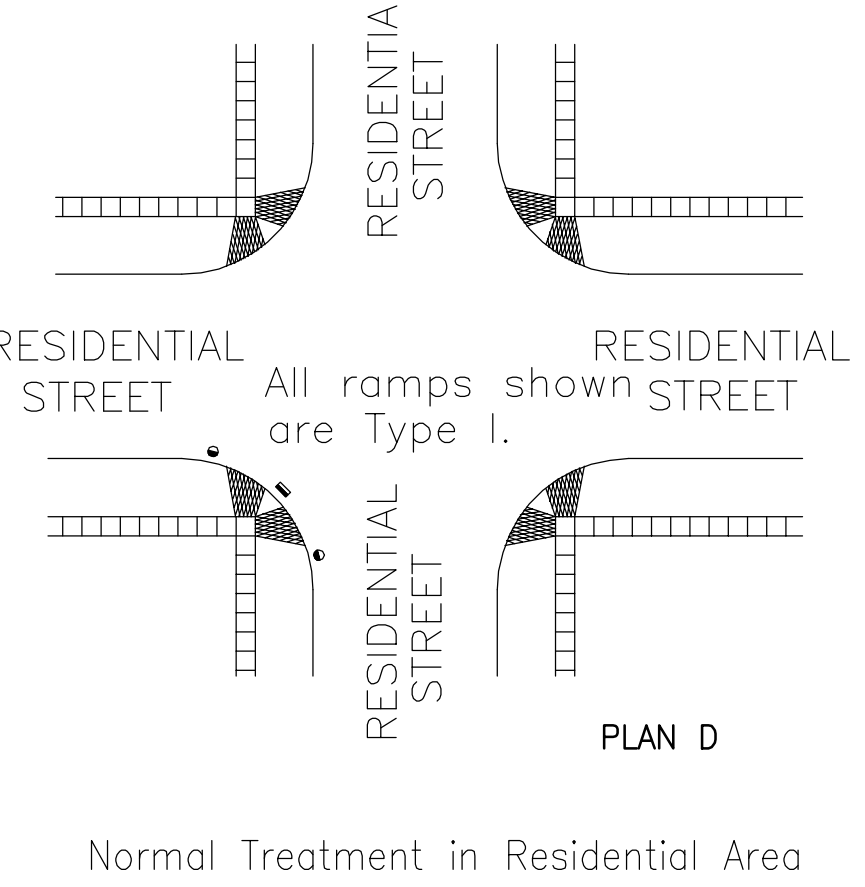 RESIDENTIA
STREET
RESIDENTIAL
STREET
RESIDENTIAL
STREET
All ramps shown
are Type I.
RESIDENTIAL
STREET
PLAN D
Normal Treatment in Residential Area